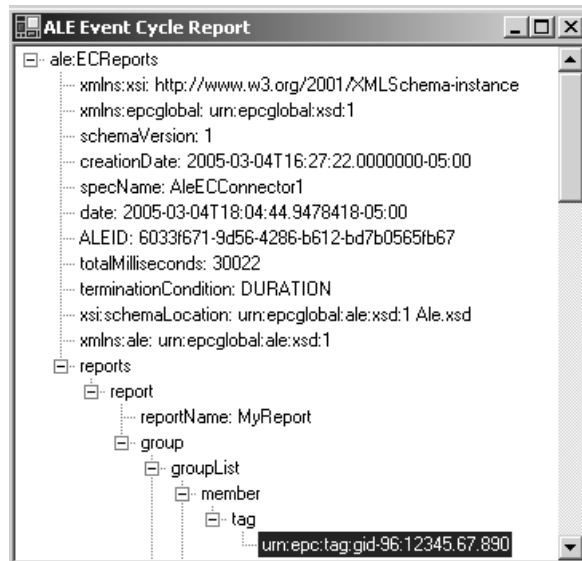 ALE Event Cycle Report
ale:ECReports
xmlns:xsi: http://www.w3.org/2001/XMLSchema-instance
xmlns:epcglobal: urn:epcglobal:xsd:1
schemaVersion: 1
creationDate: 2005-03-04T16:27:22.0000000-05:00
specName: AleECConnector1
date: 2005-03-04T18:04:44.9478418-05:00
ALEID: 6033f671-9d56-4286-b612-bd7b0565fb67
totalMilliseconds: 30022
terminationCondition: DURATION
xsi:schemaLocation: urn:epcglobal:ale:xsd:1 Ale.xsd
xmlns:ale: urn:epcglobal:ale:xsd:1
reports
report
reportName: MyReport
group
groupList
member
tag
urn:epc:tag:gid-96:12345.67.890